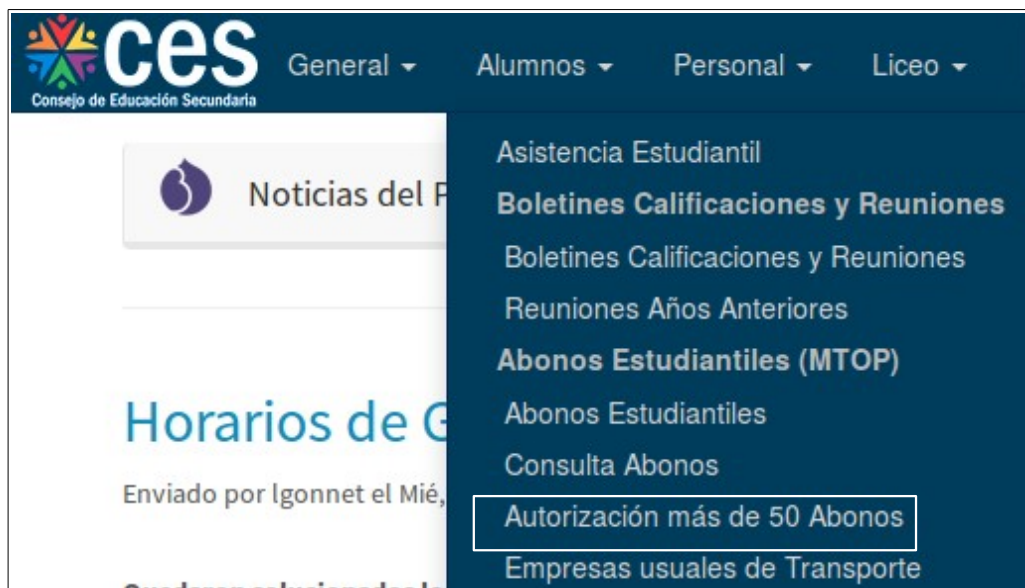 ces
Consejo de Educación Secundaria
General Alumnos Personal Liceo
Noticias del P
Horarios de G
Enviado por lgonnet el Mié,
Asistencia Estudiantil
Boletines Calificaciones y Reuniones
Boletines Calificaciones y Reuniones
Reuniones Años Anteriores
Abonos Estudiantiles (MTOP)
Abonos Estudiantiles
Consulta Abonos
Autorización más de 50 Abonos
Empresas usuales de Transporte